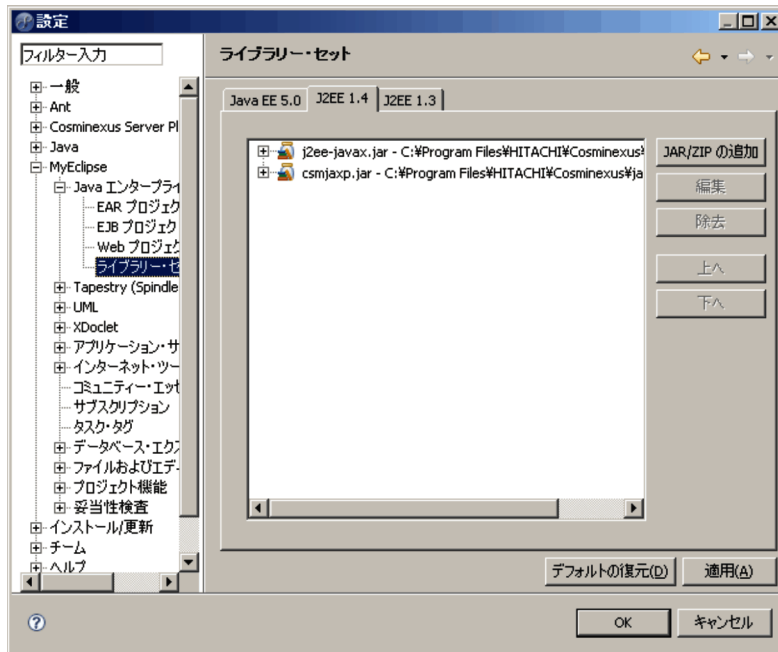 設定
フィルター入力
ライブラリー・セット
一般
Ant
Cosminexus Server Pl
Java
MyEclipse
Java エンタープライ
EAR プロジェク
EJB プロジェク
Web プロジェク
ライブラリー・セ
Tapestry (Spindle
UML
XDoclet
アプリケーション・サ
インターネット・ツー
コミュニティー・エッセ
サブスクリプション
タスク・タグ
データベース・エクス
ファイルおよびエディ
プロジェクト機能
妥当性検査
インストール/更新
チーム
ヘルプ
Java EE 5.0 J2EE 1.4 J2EE 1.3
j2ee-javax.jar - C:¥Program Files¥HITACHI¥Cosminexus¥
csmjaxp.jar - C:¥Program Files¥HITACHI¥Cosminexus¥ja
JAR/ZIP の追加
編集
除去
上へ
下へ
デフォルトの復元(D) 適用(A)
OK キャンセル